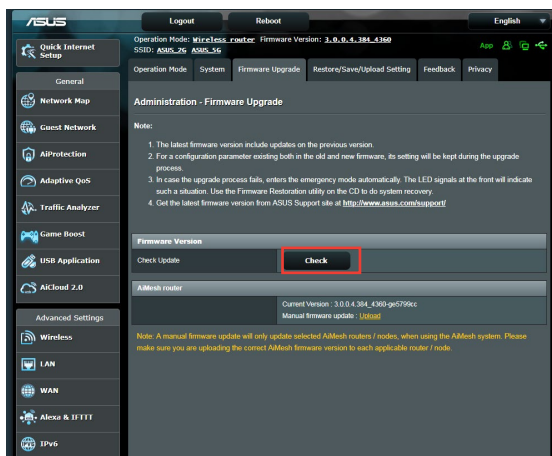 ASUS
Logout
Reboot
English
Quick Internet
Setup
Operation Mode: Wireless router Firmware Version: 3.0.0.4.384_4360
SSID: ASUS_2G ASUS_5G
App
Operation Mode System Firmware Upgrade Restore/Save/Upload Setting Feedback Privacy
General
Network Map
Guest Network
AiProtection
Adaptive QoS
Traffic Analyzer
Game Boost
USB Application
AiCloud 2.0
Advanced Settings
Wireless
LAN
WAN
Alexa & IFTTT
IPv6
Administration - Firmware Upgrade
Note:
1. The latest firmware version include updates on the previous version.
2. For a configuration parameter existing both in the old and new firmware, its setting will be kept during the upgrade
process.
3. In case the upgrade process fails, enters the emergency mode automatically. The LED signals at the front will indicate
such a situation. Use the Firmware Restoration utility on the CD to do system recovery.
4. Get the latest firmware version from ASUS Support site at http://www.asus.com/support/
Firmware Version
Check Update
Check
AiMesh router
Current Version : 3.0.0.4.384_4360-ge5799cc
Manual firmware update : Upload
Note: A manual firmware update will only update selected AiMesh routers / nodes, when using the AiMesh system. Please
make sure you are uploading the correct AiMesh firmware version to each applicable router / node.